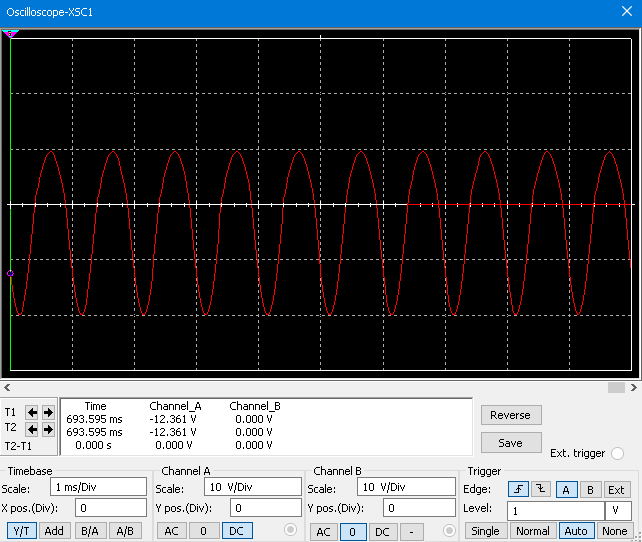 Oscilloscope-XSC1
T1
T2
T2-T1
Time Channel_A Channel_B
693.595 ms -12.361 V 0.000 V
693.595 ms -12.361 V 0.000 V
0.000 s 0.000 V 0.000 V
Reverse
Save
Ext. trigger
Timebase
Scale: 1 ms/Div
X pos.(Div): 0
Y/T Add B/A A/B
Channel A
Scale: 10 V/Div
Y pos.(Div): 0
AC 0 DC
Channel B
Scale: 10 V/Div
Y pos.(Div): 0
AC 0 DC -
Trigger
Edge: A B Ext
Level: 1 V
Single Normal Auto None